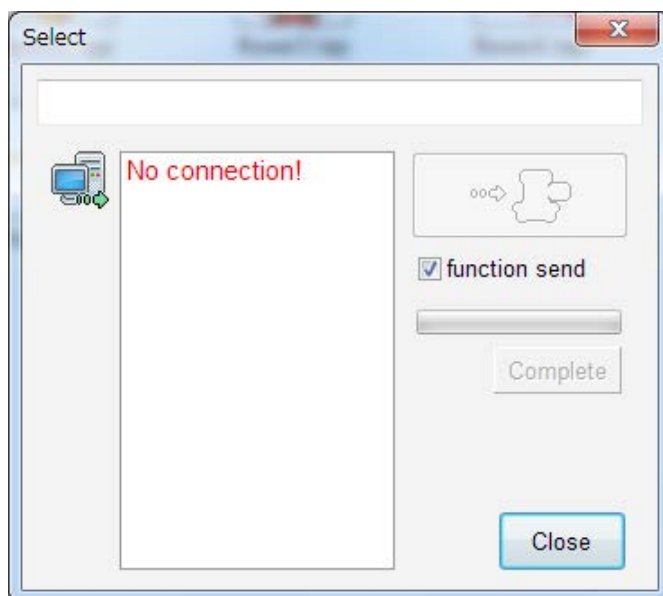 Select
No connection!
function send
Complete
Close